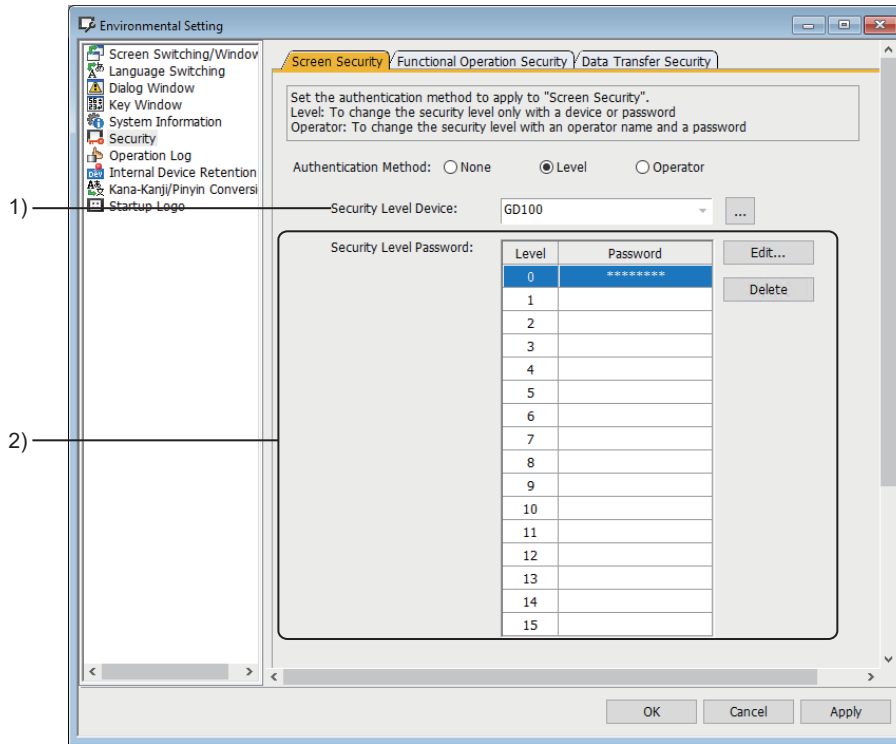 Environmental Setting
Screen Switching/Window
Language Switching
Dialog Window
Key Window
System Information
Security
Operation Log
Internal Device Retention
Kana-Kanji/Pinyin Conversi
Startup Logo
Screen Security
Functional Operation Security
Data Transfer Security
Set the authentication method to apply to "Screen Security".
Level: To change the security level only with a device or password
Operator: To change the security level with an operator name and a password
Authentication Method: None Level Operator
1)
Security Level Device: GD100 ...
2)
Security Level Password:
Level Password
0 ********
1
2
3
4
5
6
7
8
9
10
11
12
13
14
15
Edit...
Delete
OK Cancel Apply